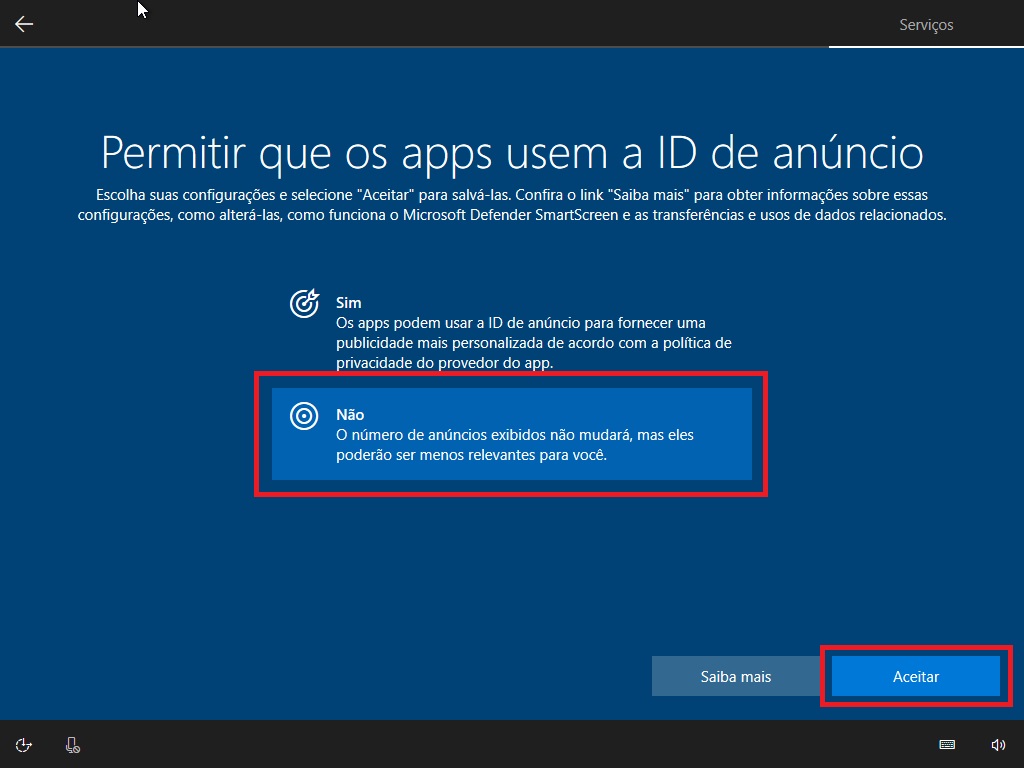 Serviços
Permitir que os apps usem a ID de anúncio
Escolha suas configurações e selecione "Aceitar" para salvá-las. Confira o link "Saiba mais" para obter informações sobre essas
configurações, como alterá-las, como funciona o Microsoft Defender SmartScreen e as transferências e usos de dados relacionados.
Sim
Os apps podem usar a ID de anúncio para fornecer uma
publicidade mais personalizada de acordo com a política de
privacidade do provedor do app.
Não
O número de anúncios exibidos não mudará, mas eles
poderão ser menos relevantes para você.
Saiba mais
Aceitar